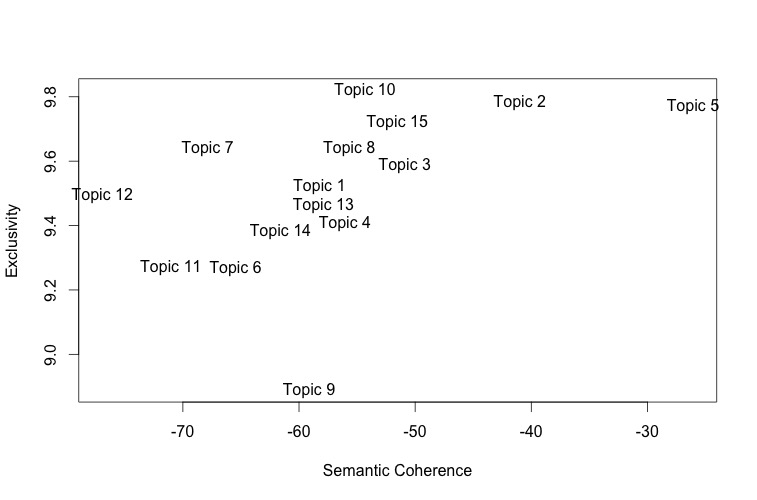 Topic 10
Topic 2
Topic 5
Topic 15
Topic 7
Topic 8
Topic 3
Topic 1
Topic 12
Topic 13
Topic 4
Topic 14
Topic 11
Topic 6
Topic 9
9.8
9.6
9.4
9.2
9.0
Exclusivity
-70
-60
-50
-40
-30
Semantic Coherence